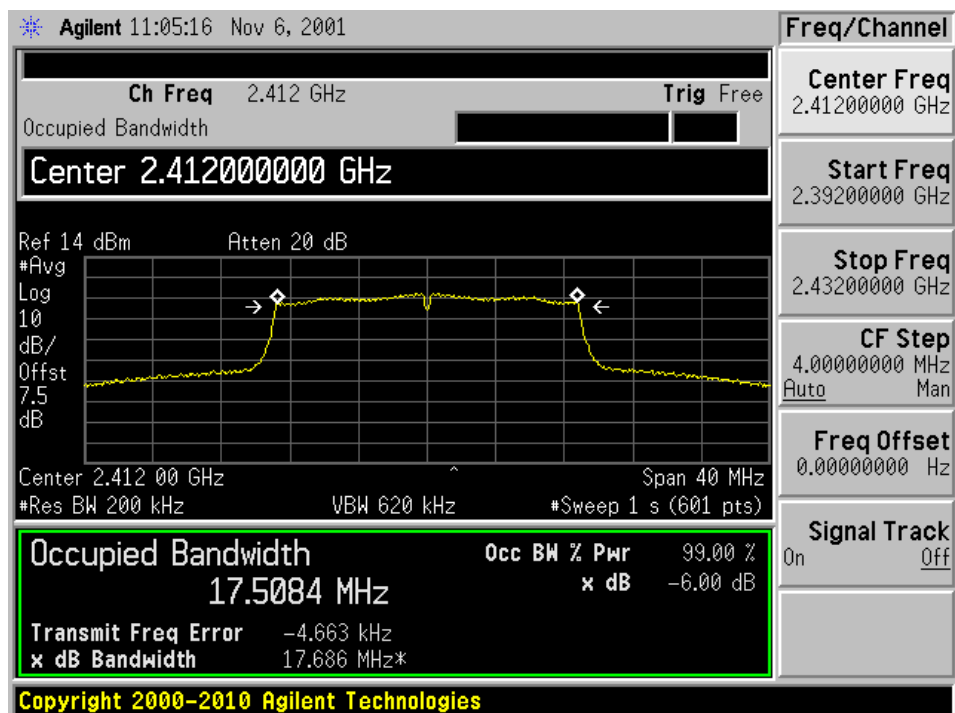 Agilent 11:05:16 Nov 6, 2001
Freq/Channel
Ch Freq 2.412 GHz Trig Free
Occupied Bandwidth
Center 2.412000000 GHz
Ref 14 dBm Atten 20 dB
#Avg
Log
10
dB/
Offst
7.5
dB
Center 2.412 00 GHz Span 40 MHz
#Res BW 200 kHz VBW 620 kHz #Sweep 1 s (601 pts)
Occupied Bandwidth
17.5084 MHz
Occ BW % Pwr 99.00 %
x dB -6.00 dB
Transmit Freq Error -4.663 kHz
x dB Bandwidth 17.686 MHz*
Copyright 2000-2010 Agilent Technologies
Center Freq
2.41200000 GHz
Start Freq
2.39200000 GHz
Stop Freq
2.43200000 GHz
CF Step
4.00000000 MHz
Auto Man
Freq Offset
0.00000000 Hz
Signal Track
On Off